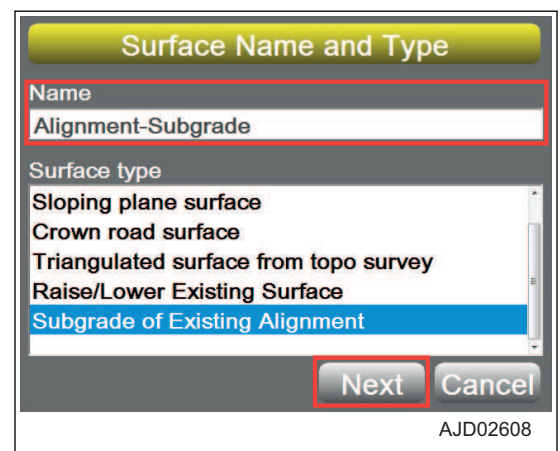 Surface Name and Type
Name
Alignment-Subgrade
Surface type
Sloping plane surface
Crown road surface
Triangulated surface from topo survey
Raise/Lower Existing Surface
Subgrade of Existing Alignment
Next Cancel
AJD02608